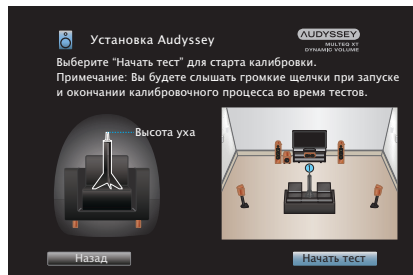 Установка Audyssey
AUDYSSEY
MULTEQ XT
DYNAMIC VOLUME
Выберите “Начать тест” для старта калибровки.
Примечание: Вы будете слышать громкие щелчки при запуске
и окончании калибровочного процесса во время тестов.
Высота уха
Назад
Начать тест